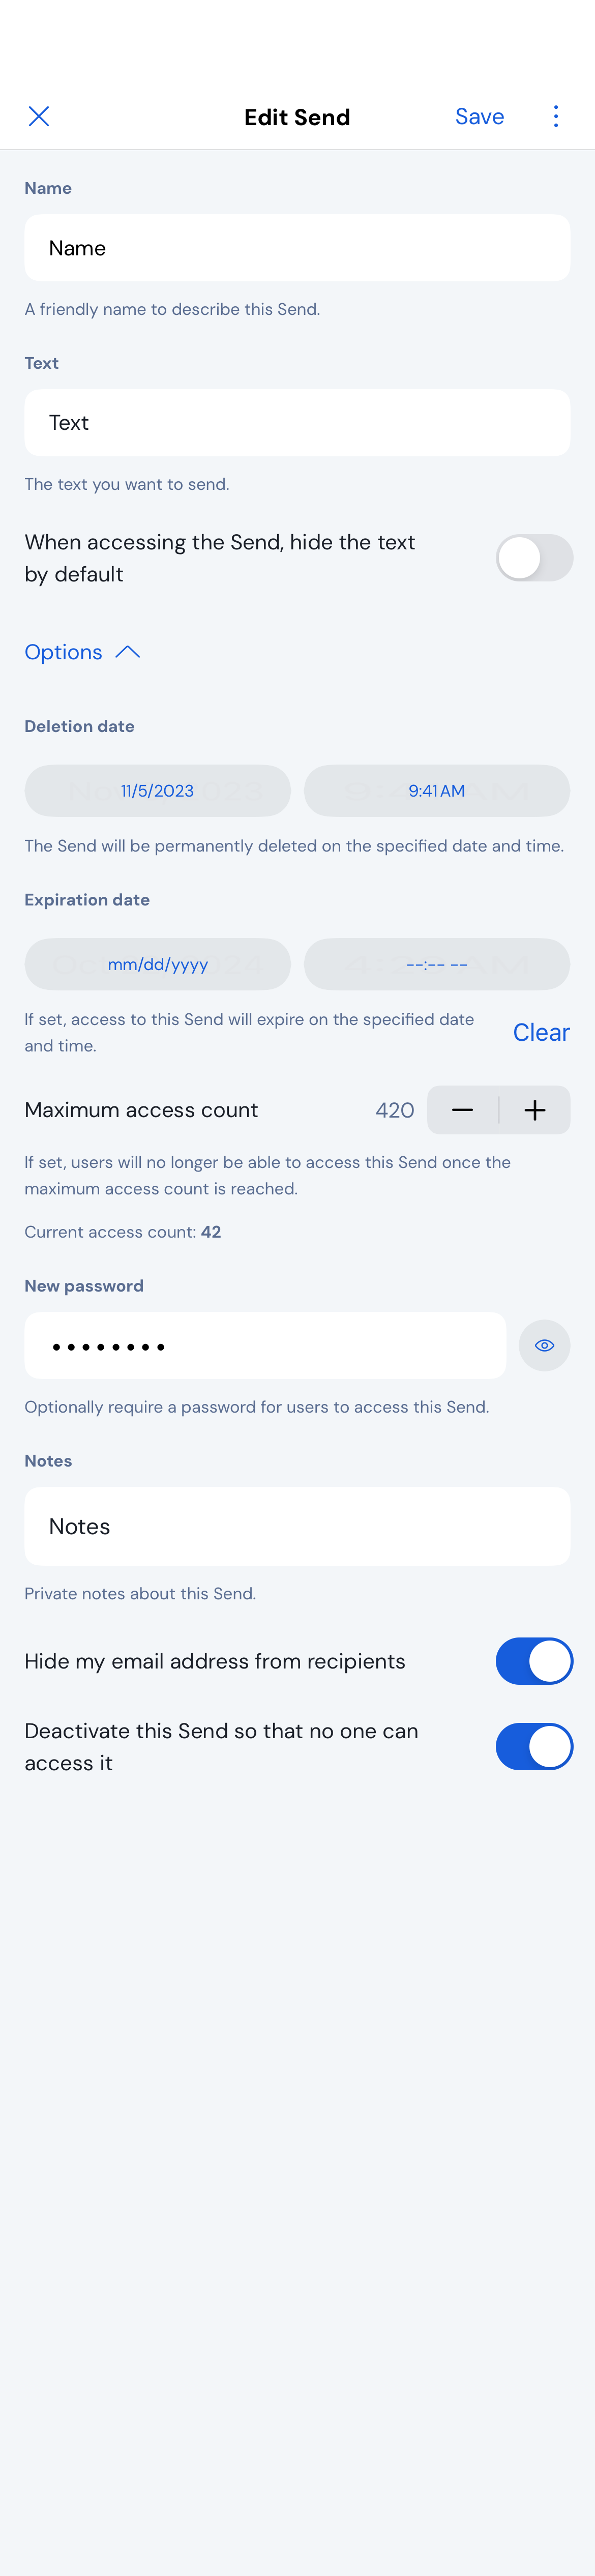 Edit Send
Save
Name
Name
A friendly name to describe this Send.
Text
Text
The text you want to send.
When accessing the Send, hide the text
by default
Options
Deletion date
11/5/2023
9:41 AM
The Send will be permanently deleted on the specified date and time.
Expiration date
mm/dd/yyyy
--:-- --
If set, access to this Send will expire on the specified date
and time.
Clear
Maximum access count
420
If set, users will no longer be able to access this Send once the
maximum access count is reached.
Current access count: 42
New password
Optionally require a password for users to access this Send.
Notes
Notes
Private notes about this Send.
Hide my email address from recipients
Deactivate this Send so that no one can
access it